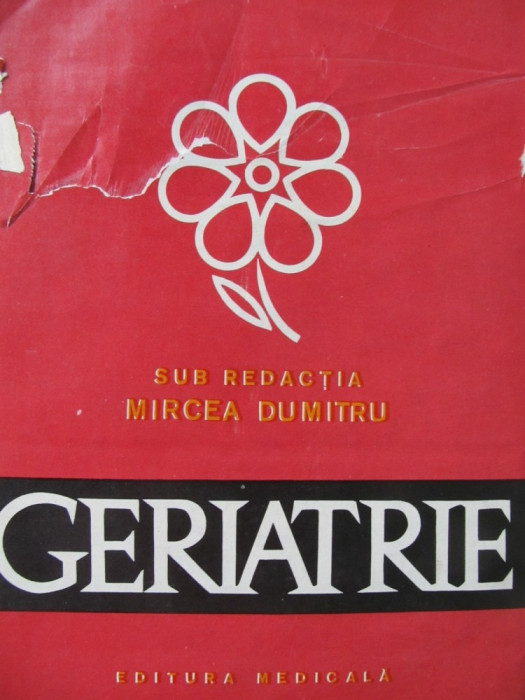 SUB REDACȚIA
MIRCEA DUMITRU
GERIATRIE
EDITURA MEDICALĂ